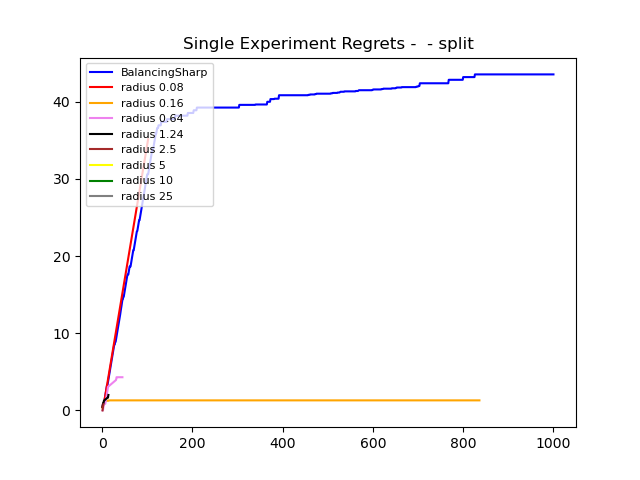 Single Experiment Regrets -  - split
BalancingSharp
radius 0.08
radius 0.16
radius 0.64
radius 1.24
radius 2.5
radius 5
radius 10
radius 25
40
30
20
10
0
0 200 400 600 800 1000